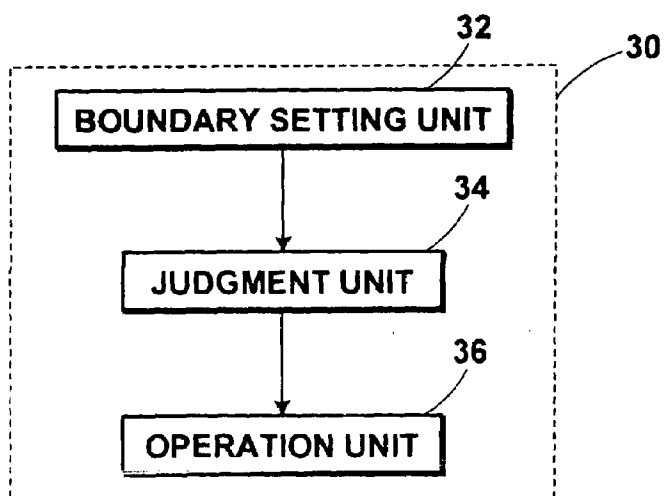 32
30
BOUNDARY SETTING UNIT
34
JUDGMENT UNIT
36
OPERATION UNIT